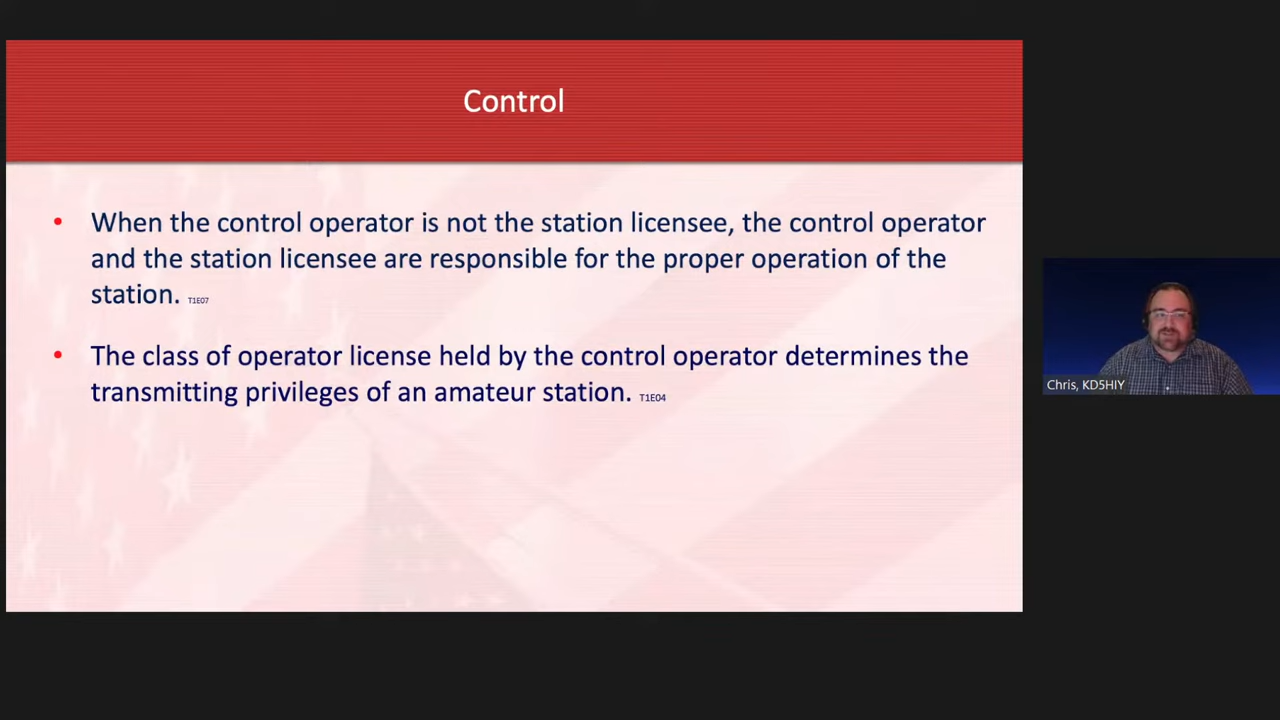 Control
• When the control operator is not the station licensee, the control operator
and the station licensee are responsible for the proper operation of the
station. T1E07
• The class of operator license held by the control operator determines the
transmitting privileges of an amateur station. T1E04
Chris, KD5HIY